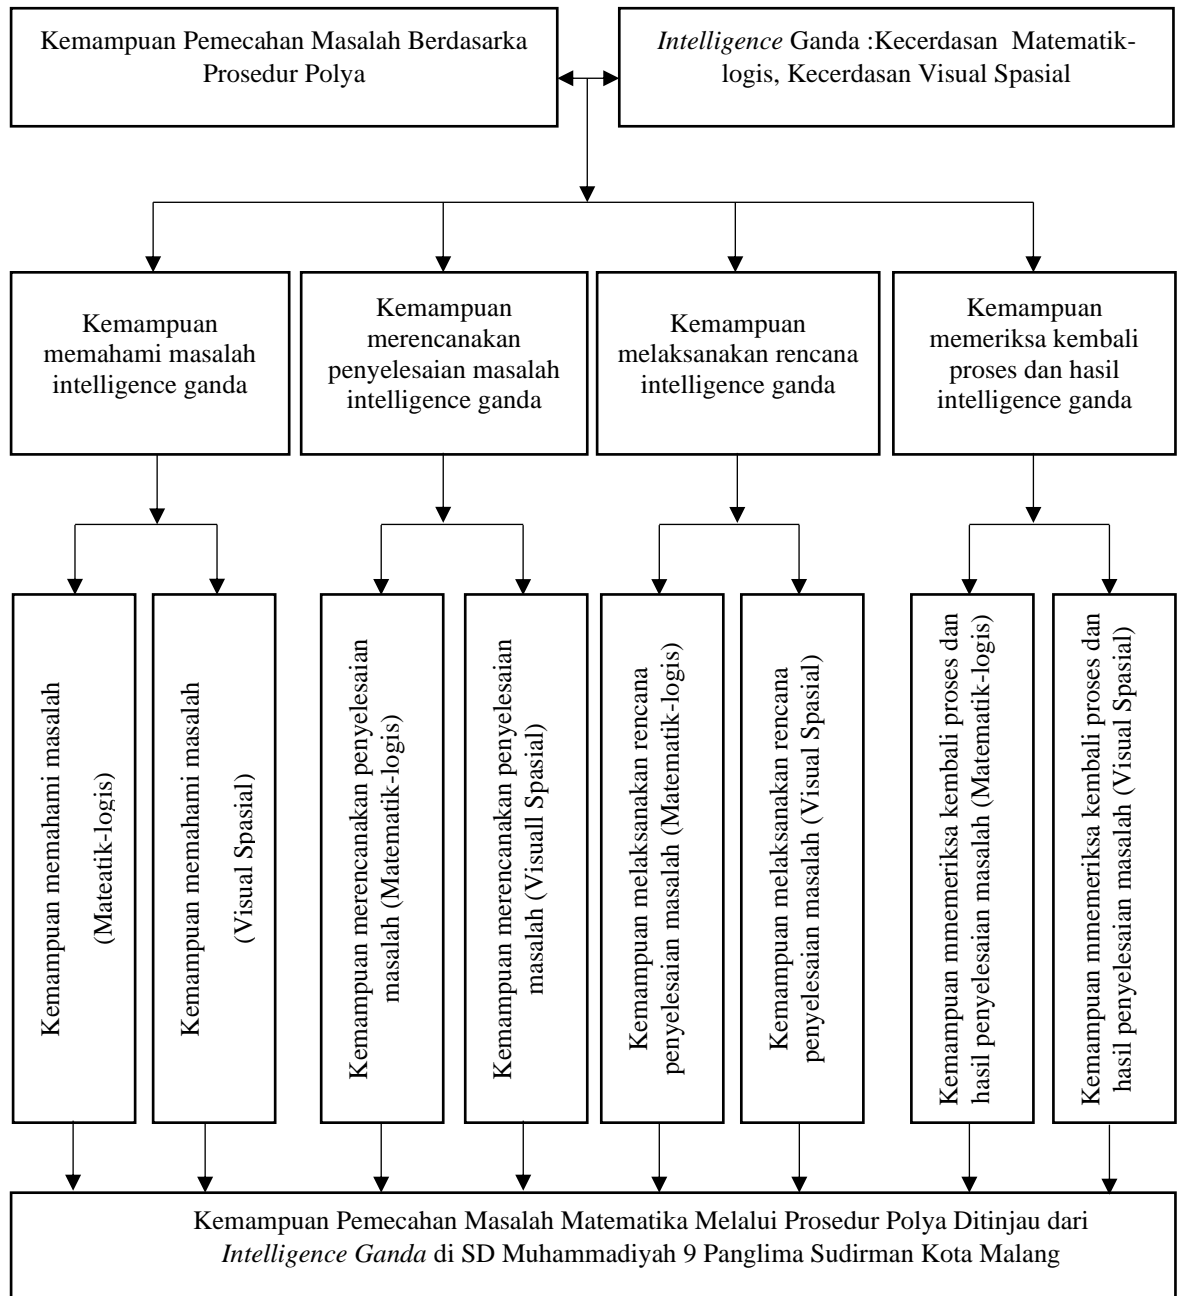 Kemampuan Pemecahan Masalah Berdasarka
Prosedur Polya
Intelligence Ganda :Kecerdasan Matematik-
logis, Kecerdasan Visual Spasial
Kemampuan
memahami masalah
intelligence ganda
Kemampuan
merencanakan
penyelesaian masalah
intelligence ganda
Kemampuan
melaksanakan rencana
intelligence ganda
Kemampuan
memeriksa kembali
proses dan hasil
intelligence ganda
Kemampuan memahami masalah
(Mateatik-logis)
Kemampuan memahami masalah
(Visual Spasial)
Kemampuan merencanakan penyelesaian
masalah (Matematik-logis)
Kemampuan merencanakan penyelesaian
masalah (Visuall Spasial)
Kemampuan melaksanakan rencana
penyelesaian masalah (Matematik-logis)
Kemampuan melaksanakan rencana
penyelesaian masalah (Visual Spasial)
Kemampuan mmemeriksa kembali proses dan
hasil penyelesaian masalah (Matematik-logis)
Kemampuan mmemeriksa kembali proses dan
hasil penyelesaian masalah (Visual Spasial)
Kemampuan Pemecahan Masalah Matematika Melalui Prosedur Polya Ditinjau dari
Intelligence Ganda di SD Muhammadiyah 9 Panglima Sudirman Kota Malang